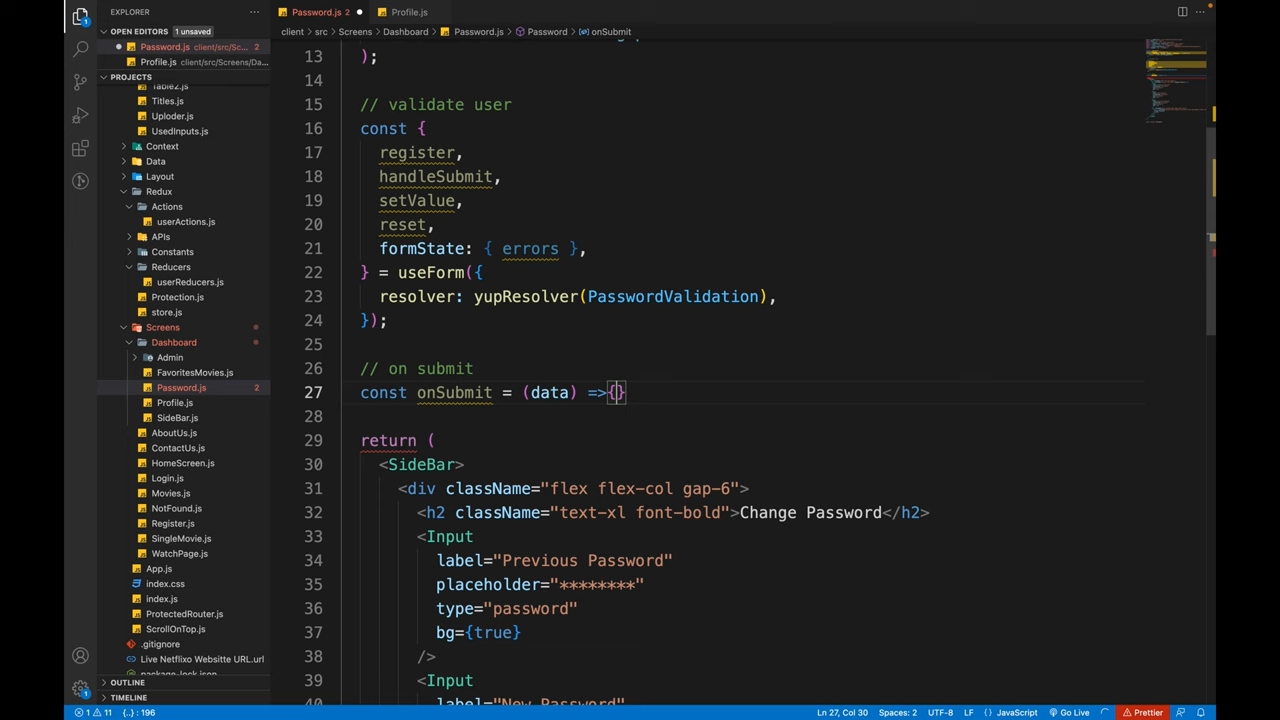 EXPLORER
...
Password.js 2
Profile.js
...
OPEN EDITORS 1 unsaved
client > src > Screens > Dashboard > Password.js > Password > onSubmit
Password.js client/src/Sc... 2
Profile.js client/src/Screens/Da...
PROJECTS
Table2.js
Titles.js
Uploder.js
UsedInputs.js
Context
Data
Layout
Redux
Actions
userActions.js
APIs
Constants
Reducers
userReducers.js
Protection.js
store.js
Screens
Dashboard
Admin
FavoritesMovies.js
Password.js 2
Profile.js
SideBar.js
AboutUs.js
ContactUs.js
HomeScreen.js
Login.js
Movies.js
NotFound.js
Register.js
SingleMovie.js
WatchPage.js
App.js
index.css
index.js
ProtectedRouter.js
ScrollOnTop.js
.gitignore
Live Netflixo Websitte URL.url
package-lock.json
OUTLINE
TIMELINE
13 );
14
15 // validate user
16 const {
17 register,
18 handleSubmit,
19 setValue,
20 reset,
21 formState: { errors },
22 } = useForm({
23 resolver: yupResolver(PasswordValidation),
24 });
25
26 // on submit
27 const onSubmit = (data) =>{}
28
29 return (
30 <SideBar>
31 <div className="flex flex-col gap-6">
32 <h2 className="text-xl font-bold">Change Password</h2>
33 <Input
34 label="Previous Password"
35 placeholder="********"
36 type="password"
37 bg={true}
38 />
39 <Input
40 label="New Password"
1
1
1 11 {..} : 196
Ln 27, Col 30 Spaces: 2 UTF-8 LF {} JavaScript Go Live Prettier